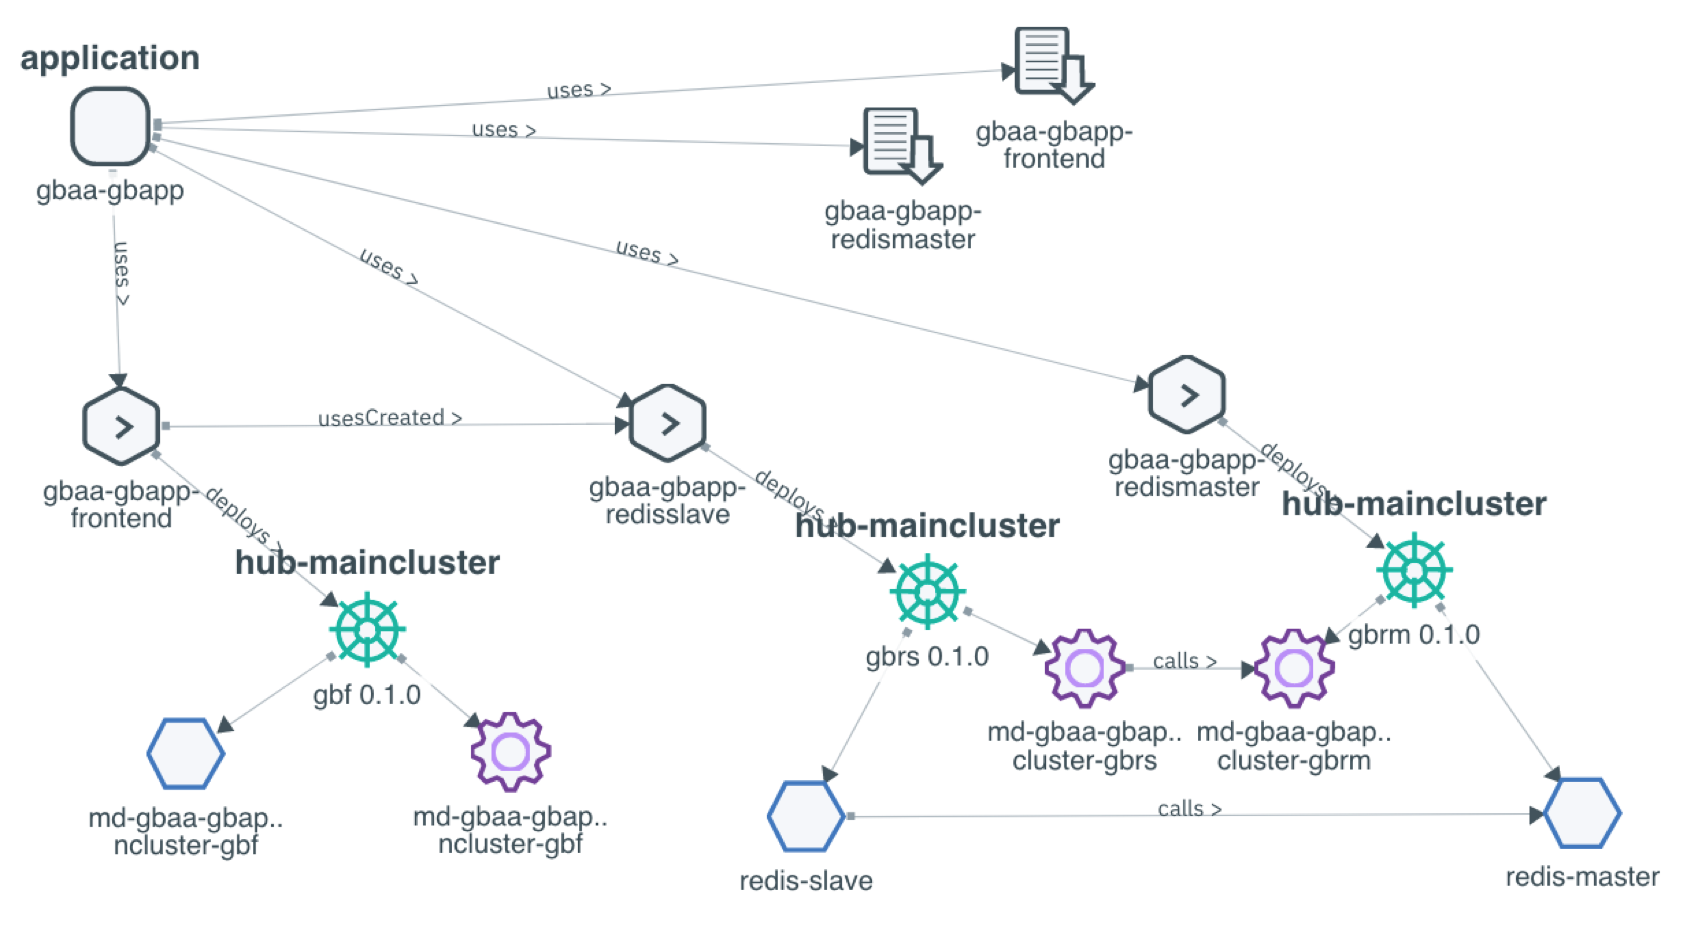 application
gbaa-gbapp
uses >
uses >
gbaa-gbapp-
frontend
gbaa-gbapp-
redismaster
uses >
uses >
uses >
usesCreated >
gbaa-gbapp-
frontend
gbaa-gbapp-
redisslave
gbaa-gbapp-
redismaster
deploys >
deploys >
deploys >
hub-maincluster
gbf 0.1.0
hub-maincluster
gbrs 0.1.0
hub-maincluster
gbrm 0.1.0
calls >
md-gbaa-gbap..
ncluster-gbf
md-gbaa-gbap..
ncluster-gbf
md-gbaa-gbap..
cluster-gbrs
md-gbaa-gbap..
cluster-gbrm
calls >
redis-slave
redis-master